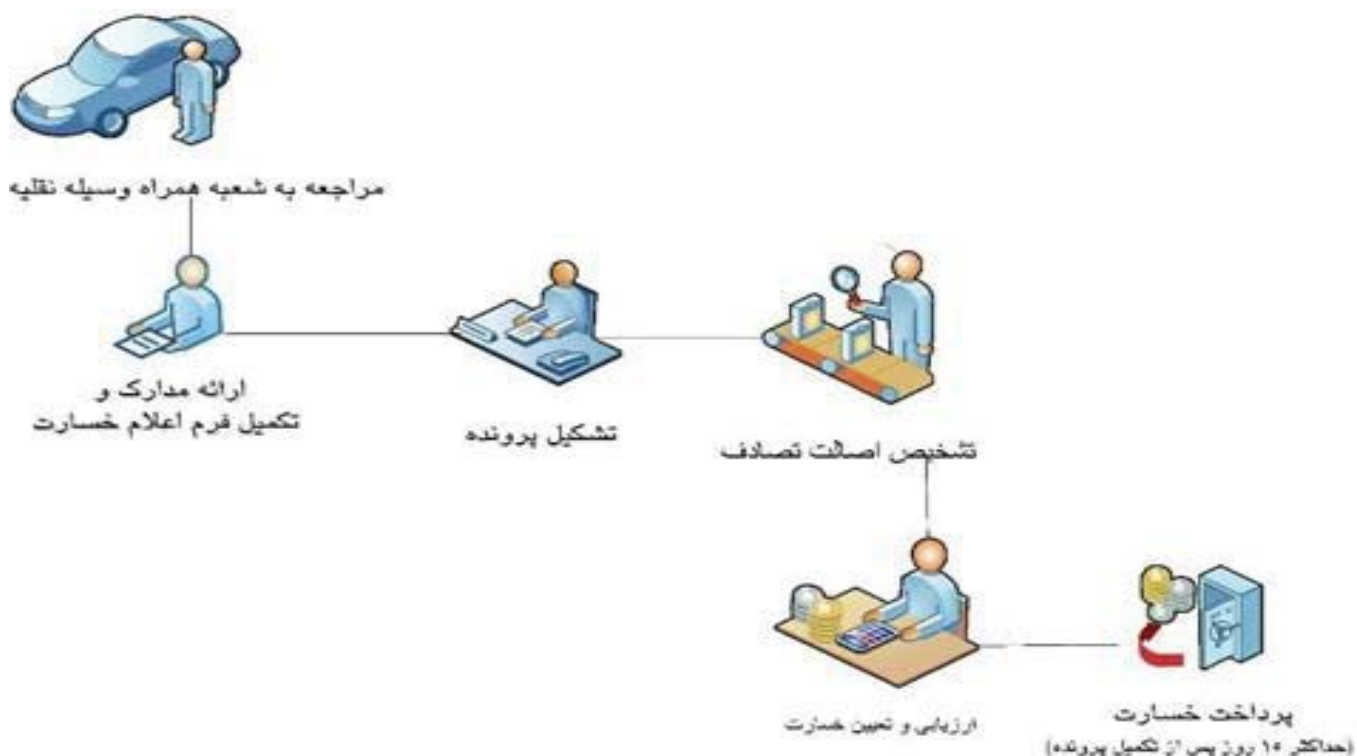 مراجعه به شعبه همراه وسیله نقلیه
ارائه مدارک و
تکمیل فرم اعلام خسارت
تشکیل پرونده
تشخیص اصالت تصادف
ارزیابی و تعیین خسارت
پرداخت خسارت
(حداکثر ۱۵ روز پس از تکمیل پرونده)